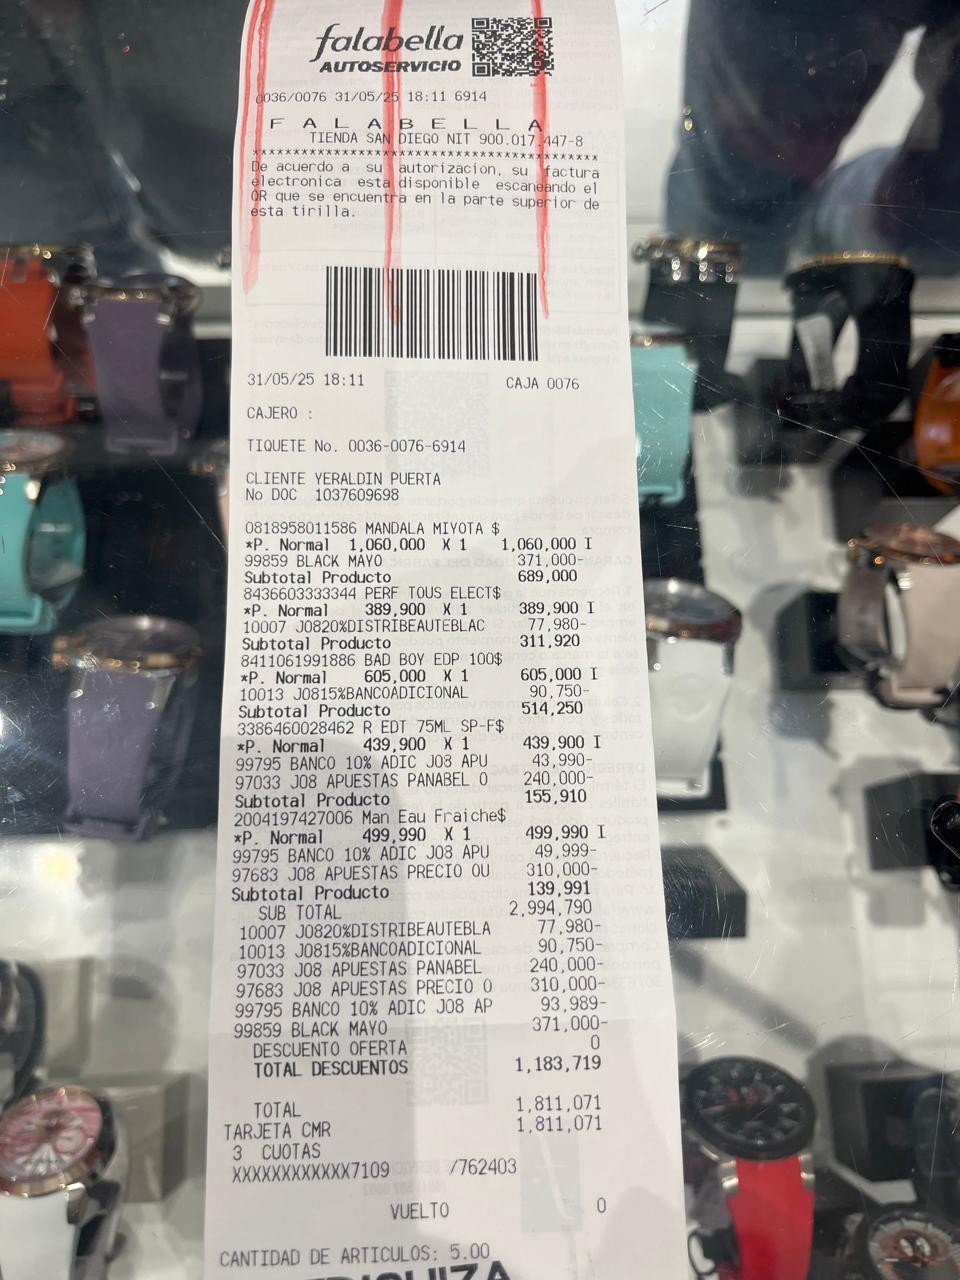 falabella
AUTOSERVICIO
0036/0076 31/05/25 18:11 6914
F A L A B E L L A
TIENDA SAN DIEGO NIT 900.017.447-8
******************************************************
De acuerdo a su autorizacion, su factura
electronica esta disponible escaneando el
QR que se encuentra en la parte superior de
esta tirilla.
31/05/25 18:11 CAJA 0076
CAJERO :
TIQUETE No. 0036-0076-6914
CLIENTE YERALDIN PUERTA
No DOC 1037609698
0818958011586 MANDALA MIYOTA $
*P. Normal 1,060,000 X 1 1,060,000 I
99859 BLACK MAYO 371,000-
Subtotal Producto 689,000
8436603333344 PERF TOUS ELECT$
*P. Normal 389,900 X 1 389,900 I
10007 J0820%DISTRIBEAUTEBLAC 77,980-
Subtotal Producto 311,920
8411061991886 BAD BOY EDP 100$
*P. Normal 605,000 X 1 605,000 I
10013 J0815%BANCOADICIONAL 90,750-
Subtotal Producto 514,250
3386460028462 R EDT 75ML SP-F$
*P. Normal 439,900 X 1 439,900 I
99795 BANCO 10% ADIC J08 APU 43,990-
97033 J08 APUESTAS PANABEL O 240,000-
Subtotal Producto 155,910
2004197427006 Man Eau Fraiche$
*P. Normal 499,990 X 1 499,990 I
99795 BANCO 10% ADIC J08 APU 49,999-
97683 J08 APUESTAS PRECIO OU 310,000-
Subtotal Producto 139,991
SUB TOTAL 2,994,790
10007 J0820%DISTRIBEAUTEBLA 77,980-
10013 J0815%BANCOADICIONAL 90,750-
97033 J08 APUESTAS PANABEL 240,000-
97683 J08 APUESTAS PRECIO O 310,000-
99795 BANCO 10% ADIC J08 AP 93,989-
99859 BLACK MAYO 371,000-
DESCUENTO OFERTA 0
TOTAL DESCUENTOS 1,183,719
TOTAL 1,811,071
TARJETA CMR 1,811,071
3 CUOTAS
XXXXXXXXXXXX7109 /762403
VUELTO 0
CANTIDAD DE ARTICULOS: 5.00